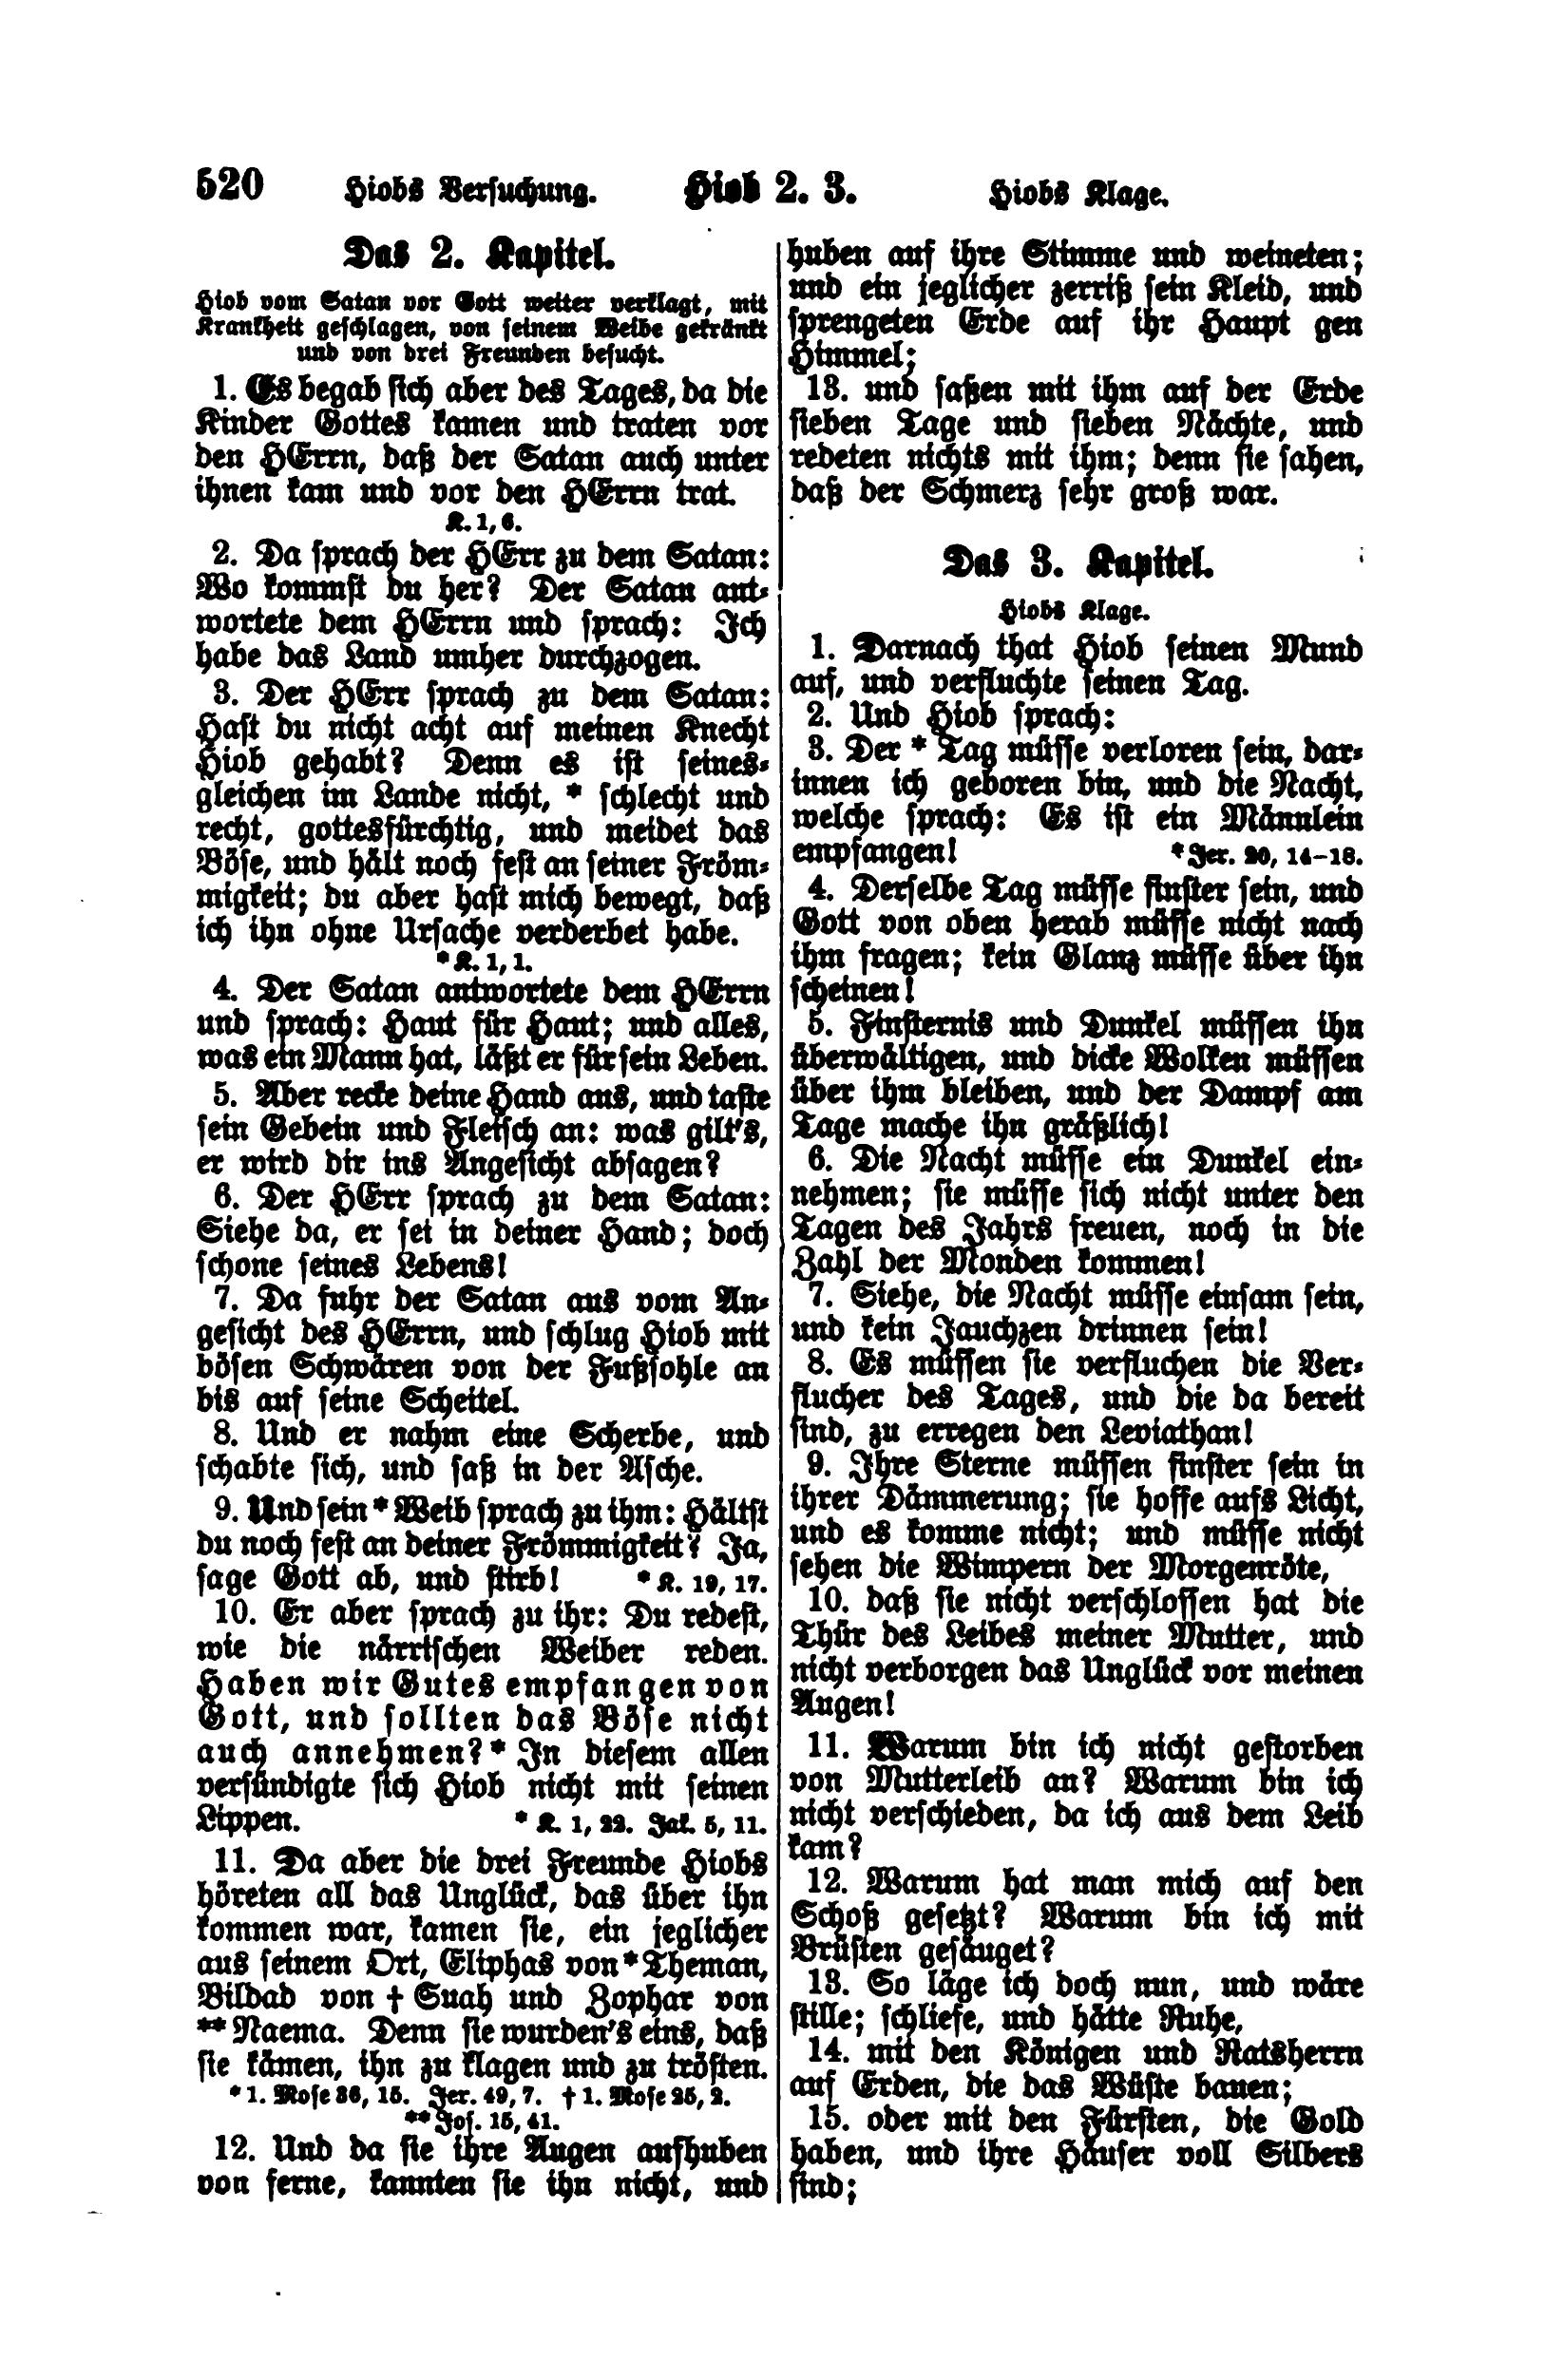 520 Hiobs Versuchung. Hiob 2. 3. Hiobs Klage.
Das 2. Kapitel.
Hiob vom Satan vor Gott weiter verklagt, mit
Krankheit geschlagen, von seinem Weibe gekränkt
und von drei Freunden besucht.
1. Es begab sich aber des Tages, da die
Kinder Gottes kamen und traten vor
den HErrn, daß der Satan auch unter
ihnen kam und vor den HErrn trat.
K. 1, 6.
2. Da sprach der HErr zu dem Satan:
Wo kommst du her? Der Satan ant-
wortete dem HErrn und sprach: Ich
habe das Land umher durchzogen.
3. Der HErr sprach zu dem Satan:
Hast du nicht acht auf meinen Knecht
Hiob gehabt? Denn es ist seines-
gleichen im Lande nicht, * schlecht und
recht, gottesfürchtig, und meidet das
Böse, und hält noch fest an seiner Fröm-
migkeit; du aber hast mich bewegt, daß
ich ihn ohne Ursache verderbet habe.
* K. 1, 1.
4. Der Satan antwortete dem HErrn
und sprach: Haut für Haut; und alles,
was ein Mann hat, läßt er für sein Leben.
5. Aber recke deine Hand aus, und taste
sein Gebein und Fleisch an: was gilt's,
er wird dir ins Angesicht absagen?
6. Der HErr sprach zu dem Satan:
Siehe da, er sei in deiner Hand; doch
schone seines Lebens!
7. Da fuhr der Satan aus vom An-
gesicht des HErrn, und schlug Hiob mit
bösen Schwären von der Fußsohle an
bis auf seine Scheitel.
8. Und er nahm eine Scherbe, und
schabte sich, und saß in der Asche.
9. Und sein * Weib sprach zu ihm: Hältst
du noch fest an deiner Frömmigkeit? Ja,
sage Gott ab, und stirb! * K. 19, 17.
10. Er aber sprach zu ihr: Du redest,
wie die närrischen Weiber reden.
Haben wir Gutes empfangen von
Gott, und sollten das Böse nicht
auch annehmen? * In diesem allen
versündigte sich Hiob nicht mit seinen
Lippen. * K. 1, 22. Jak. 5, 11.
11. Da aber die drei Freunde Hiobs
höreten all das Unglück, das über ihn
kommen war, kamen sie, ein jeglicher
aus seinem Ort, Eliphas von * Theman,
Bildad von † Suah und Zophar von
** Naema. Denn sie wurden's eins, daß
sie kämen, ihn zu klagen und zu trösten.
* 1. Mose 36, 15. Jer. 49, 7. † 1. Mose 25, 2.
** Jos. 15, 41.
12. Und da sie ihre Augen aufhuben
von ferne, kannten sie ihn nicht, und
huben auf ihre Stimme und weineten;
und ein jeglicher zerriß sein Kleid, und
sprengeten Erde auf ihr Haupt gen
Himmel;
13. und saßen mit ihm auf der Erde
sieben Tage und sieben Nächte, und
redeten nichts mit ihm; denn sie sahen,
daß der Schmerz sehr groß war.
Das 3. Kapitel.
Hiobs Klage.
1. Darnach that Hiob seinen Mund
auf, und verfluchte seinen Tag.
2. Und Hiob sprach:
3. Der * Tag müsse verloren sein, dar-
innen ich geboren bin, und die Nacht,
welche sprach: Es ist ein Männlein
empfangen! * Jer. 20, 14-18.
4. Derselbe Tag müsse finster sein, und
Gott von oben herab müsse nicht nach
ihm fragen; kein Glanz müsse über ihn
scheinen!
5. Finsternis und Dunkel müssen ihn
überwältigen, und dicke Wolken müssen
über ihm bleiben, und der Dampf am
Tage mache ihn gräßlich!
6. Die Nacht müsse ein Dunkel ein-
nehmen; sie müsse sich nicht unter den
Tagen des Jahrs freuen, noch in die
Zahl der Monden kommen!
7. Siehe, die Nacht müsse einsam sein,
und kein Jauchzen drinnen sein!
8. Es müssen sie verfluchen die Ver-
flucher des Tages, und die da bereit
sind, zu erregen den Leviathan!
9. Ihre Sterne müssen finster sein in
ihrer Dämmerung; sie hoffe aufs Licht,
und es komme nicht; und müsse nicht
sehen die Wimpern der Morgenröte,
10. daß sie nicht verschlossen hat die
Thür des Leibes meiner Mutter, und
nicht verborgen das Unglück vor meinen
Augen!
11. Warum bin ich nicht gestorben
von Mutterleib an? Warum bin ich
nicht verschieden, da ich aus dem Leib
kam?
12. Warum hat man mich auf den
Schoß gesetzt? Warum bin ich mit
Brüsten gesäuget?
13. So läge ich doch nun, und wäre
stille; schliefe, und hätte Ruhe,
14. mit den Königen und Ratsherrn
auf Erden, die das Wüste bauen;
15. oder mit den Fürsten, die Gold
haben, und ihre Häuser voll Silbers
sind;